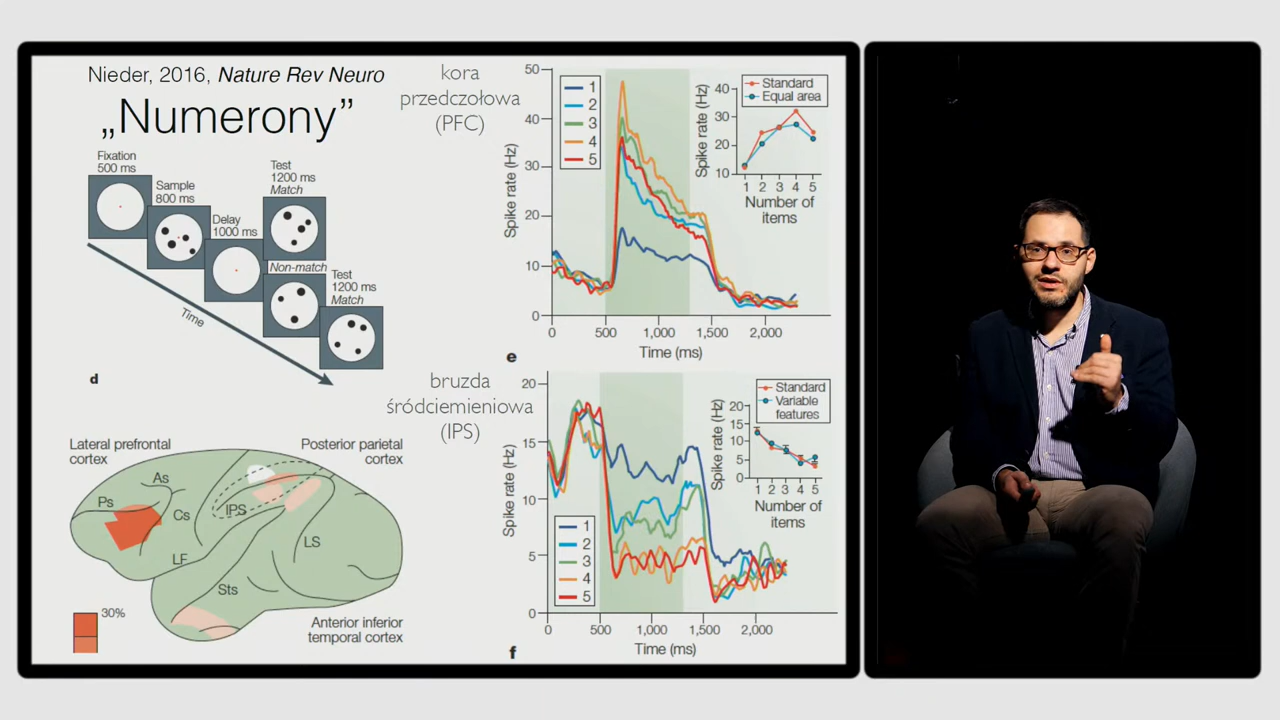 Nieder, 2016, Nature Rev Neuro
„Numerony”
Fixation
500 ms
Sample
800 ms
Delay
1000 ms
Test
1200 ms
Match
Non-match
Test
1200 ms
Match
Time
d
Lateral prefrontal
cortex
Posterior parietal
cortex
As
Ps
Cs
IPS
LF
LS
Sts
30%
Anterior inferior
temporal cortex
kora
przedczołowa
(PFC)
50
40
30
20
10
0
Spike rate (Hz)
1
2
3
4
5
0
500
1,000
1,500
2,000
Time (ms)
e
Standard
Equal area
40
30
20
10
Spike rate (Hz)
1 2 3 4 5
Number of
items
bruzda
śródciemieniowa
(IPS)
20
15
10
5
0
Spike rate (Hz)
1
2
3
4
5
0
500
1,000
1,500
2,000
Time (ms)
f
Standard
Variable
features
20
15
10
5
0
Spike rate (Hz)
1 2 3 4 5
Number of
items